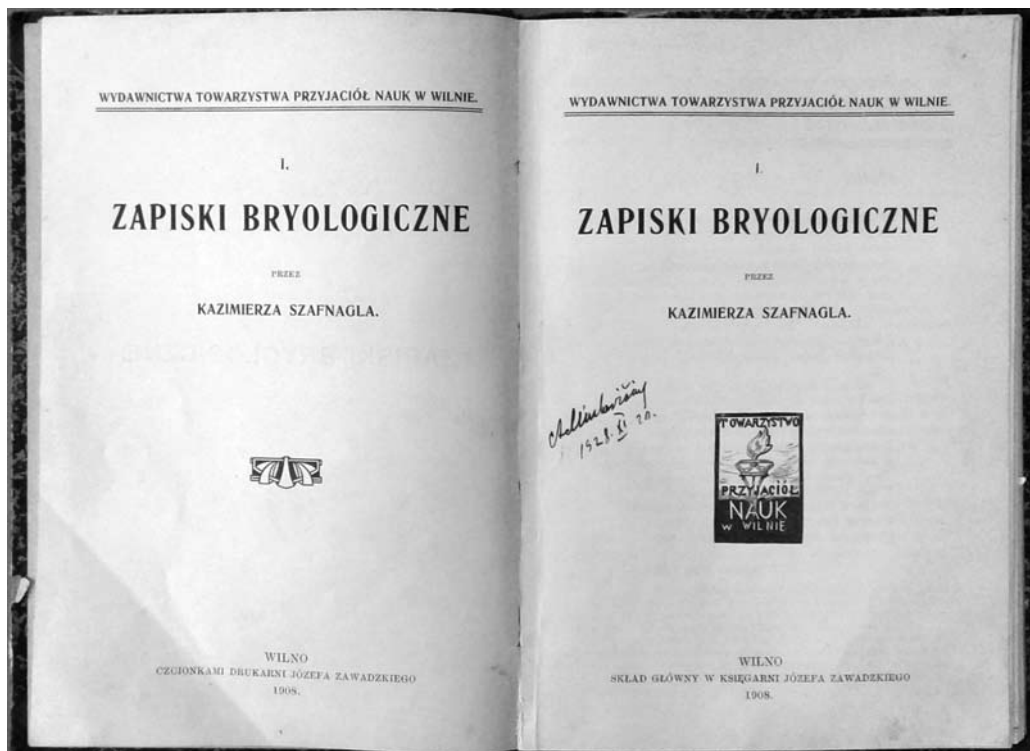 WYDAWNICTWA TOWARZYSTWA PRZYJACIÓŁ NAUK W WILNIE.
I.
ZAPISKI BRYOLOGICZNE
PRZEZ
KAZIMIERZA SZAFNAGLA.
WILNO
CZCIONKAMI DRUKARNI JÓZEFA ZAWADZKIEGO
1908.
WYDAWNICTWA TOWARZYSTWA PRZYJACIÓŁ NAUK W WILNIE.
I.
ZAPISKI BRYOLOGICZNE
PRZEZ
KAZIMIERZA SZAFNAGLA.
1928. XI 20.
TOWARZYSTWO
PRZYJACIÓŁ
NAUK
W WILNIE
WILNO
SKŁAD GŁÓWNY W KSIĘGARNI JÓZEFA ZAWADZKIEGO
1908.